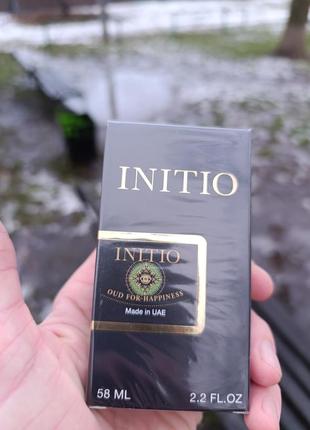 INITIO
INITIO
OUD FOR-HAPPINESS
Made in UAE
58 ML 2.2 FL.OZ